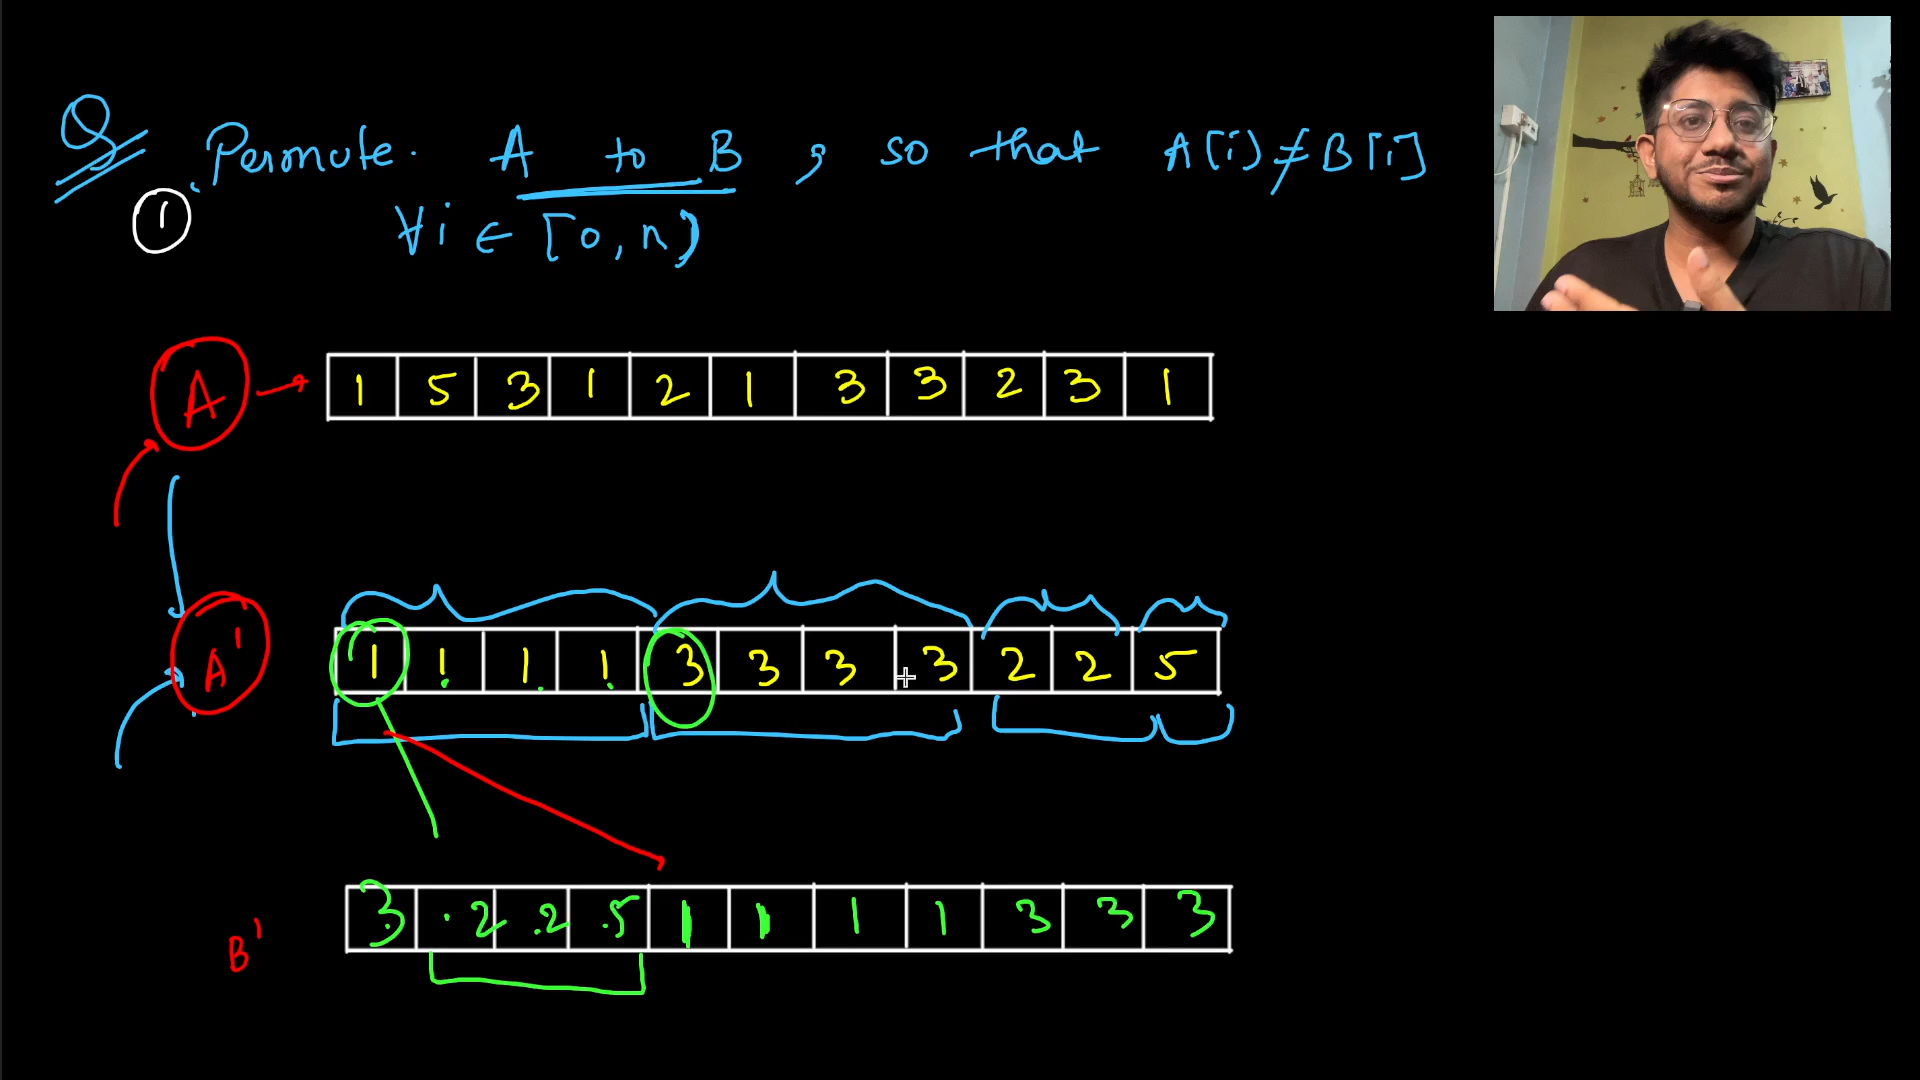 Q Permute. A to B , so that A[i] ≠ B[i]
① ∀i ∈ [0, n)
A → 1 5 3 1 2 1 3 3 2 3 1
A' 1 1 1 1 3 3 3 3 2 2 5
B' 3 2 2 5 1 1 1 1 3 3 3